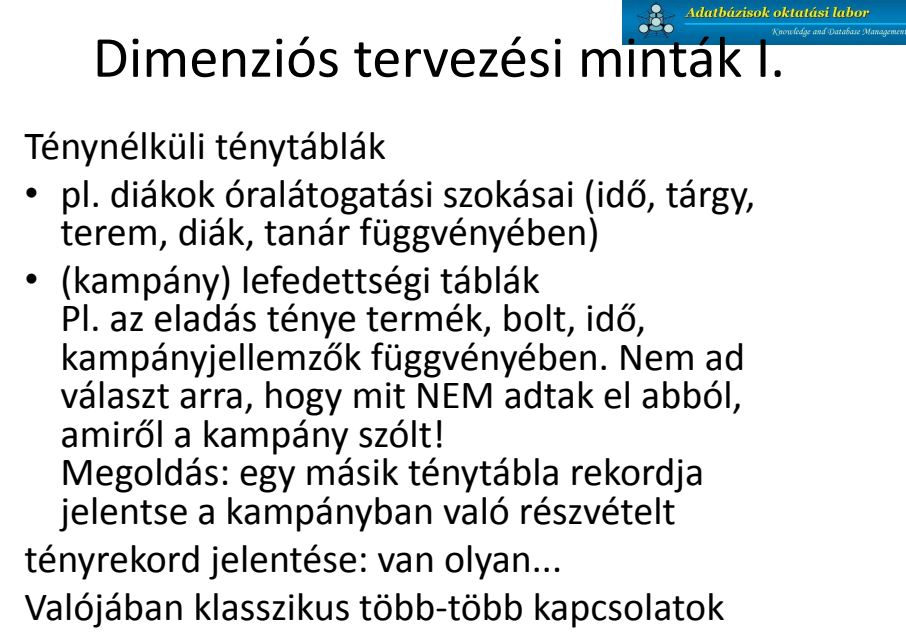 Adatbázisok oktatási labor
Knowledge and Database Management
Dimenziós tervezési minták I.
Ténynélküli ténytáblák
• pl. diákok óralátogatási szokásai (idő, tárgy,
terem, diák, tanár függvényében)
• (kampány) lefedettségi táblák
Pl. az eladás ténye termék, bolt, idő,
kampányjellemzők függvényében. Nem ad
választ arra, hogy mit NEM adtak el abból,
amiről a kampány szólt!
Megoldás: egy másik ténytábla rekordja
jelentse a kampányban való részvételt
tényrekord jelentése: van olyan...
Valójában klasszikus több-több kapcsolatok